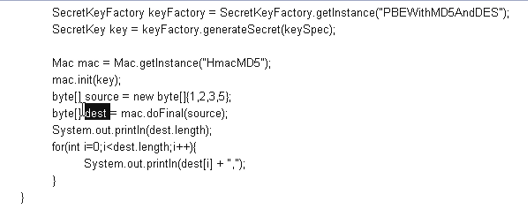 SecretKeyFactory keyFactory = SecretKeyFactory.getInstance("PBEWithMD5AndDES");
SecretKey key = keyFactory.generateSecret(keySpec);
Mac mac = Mac.getInstance("HmacMD5");
mac.init(key);
byte[] source = new byte[]{1,2,3,5};
byte[] dest = mac.doFinal(source);
System.out.println(dest.length);
for(int i=0;i<dest.length;i++){
System.out.println(dest[i] + ",");
}
}